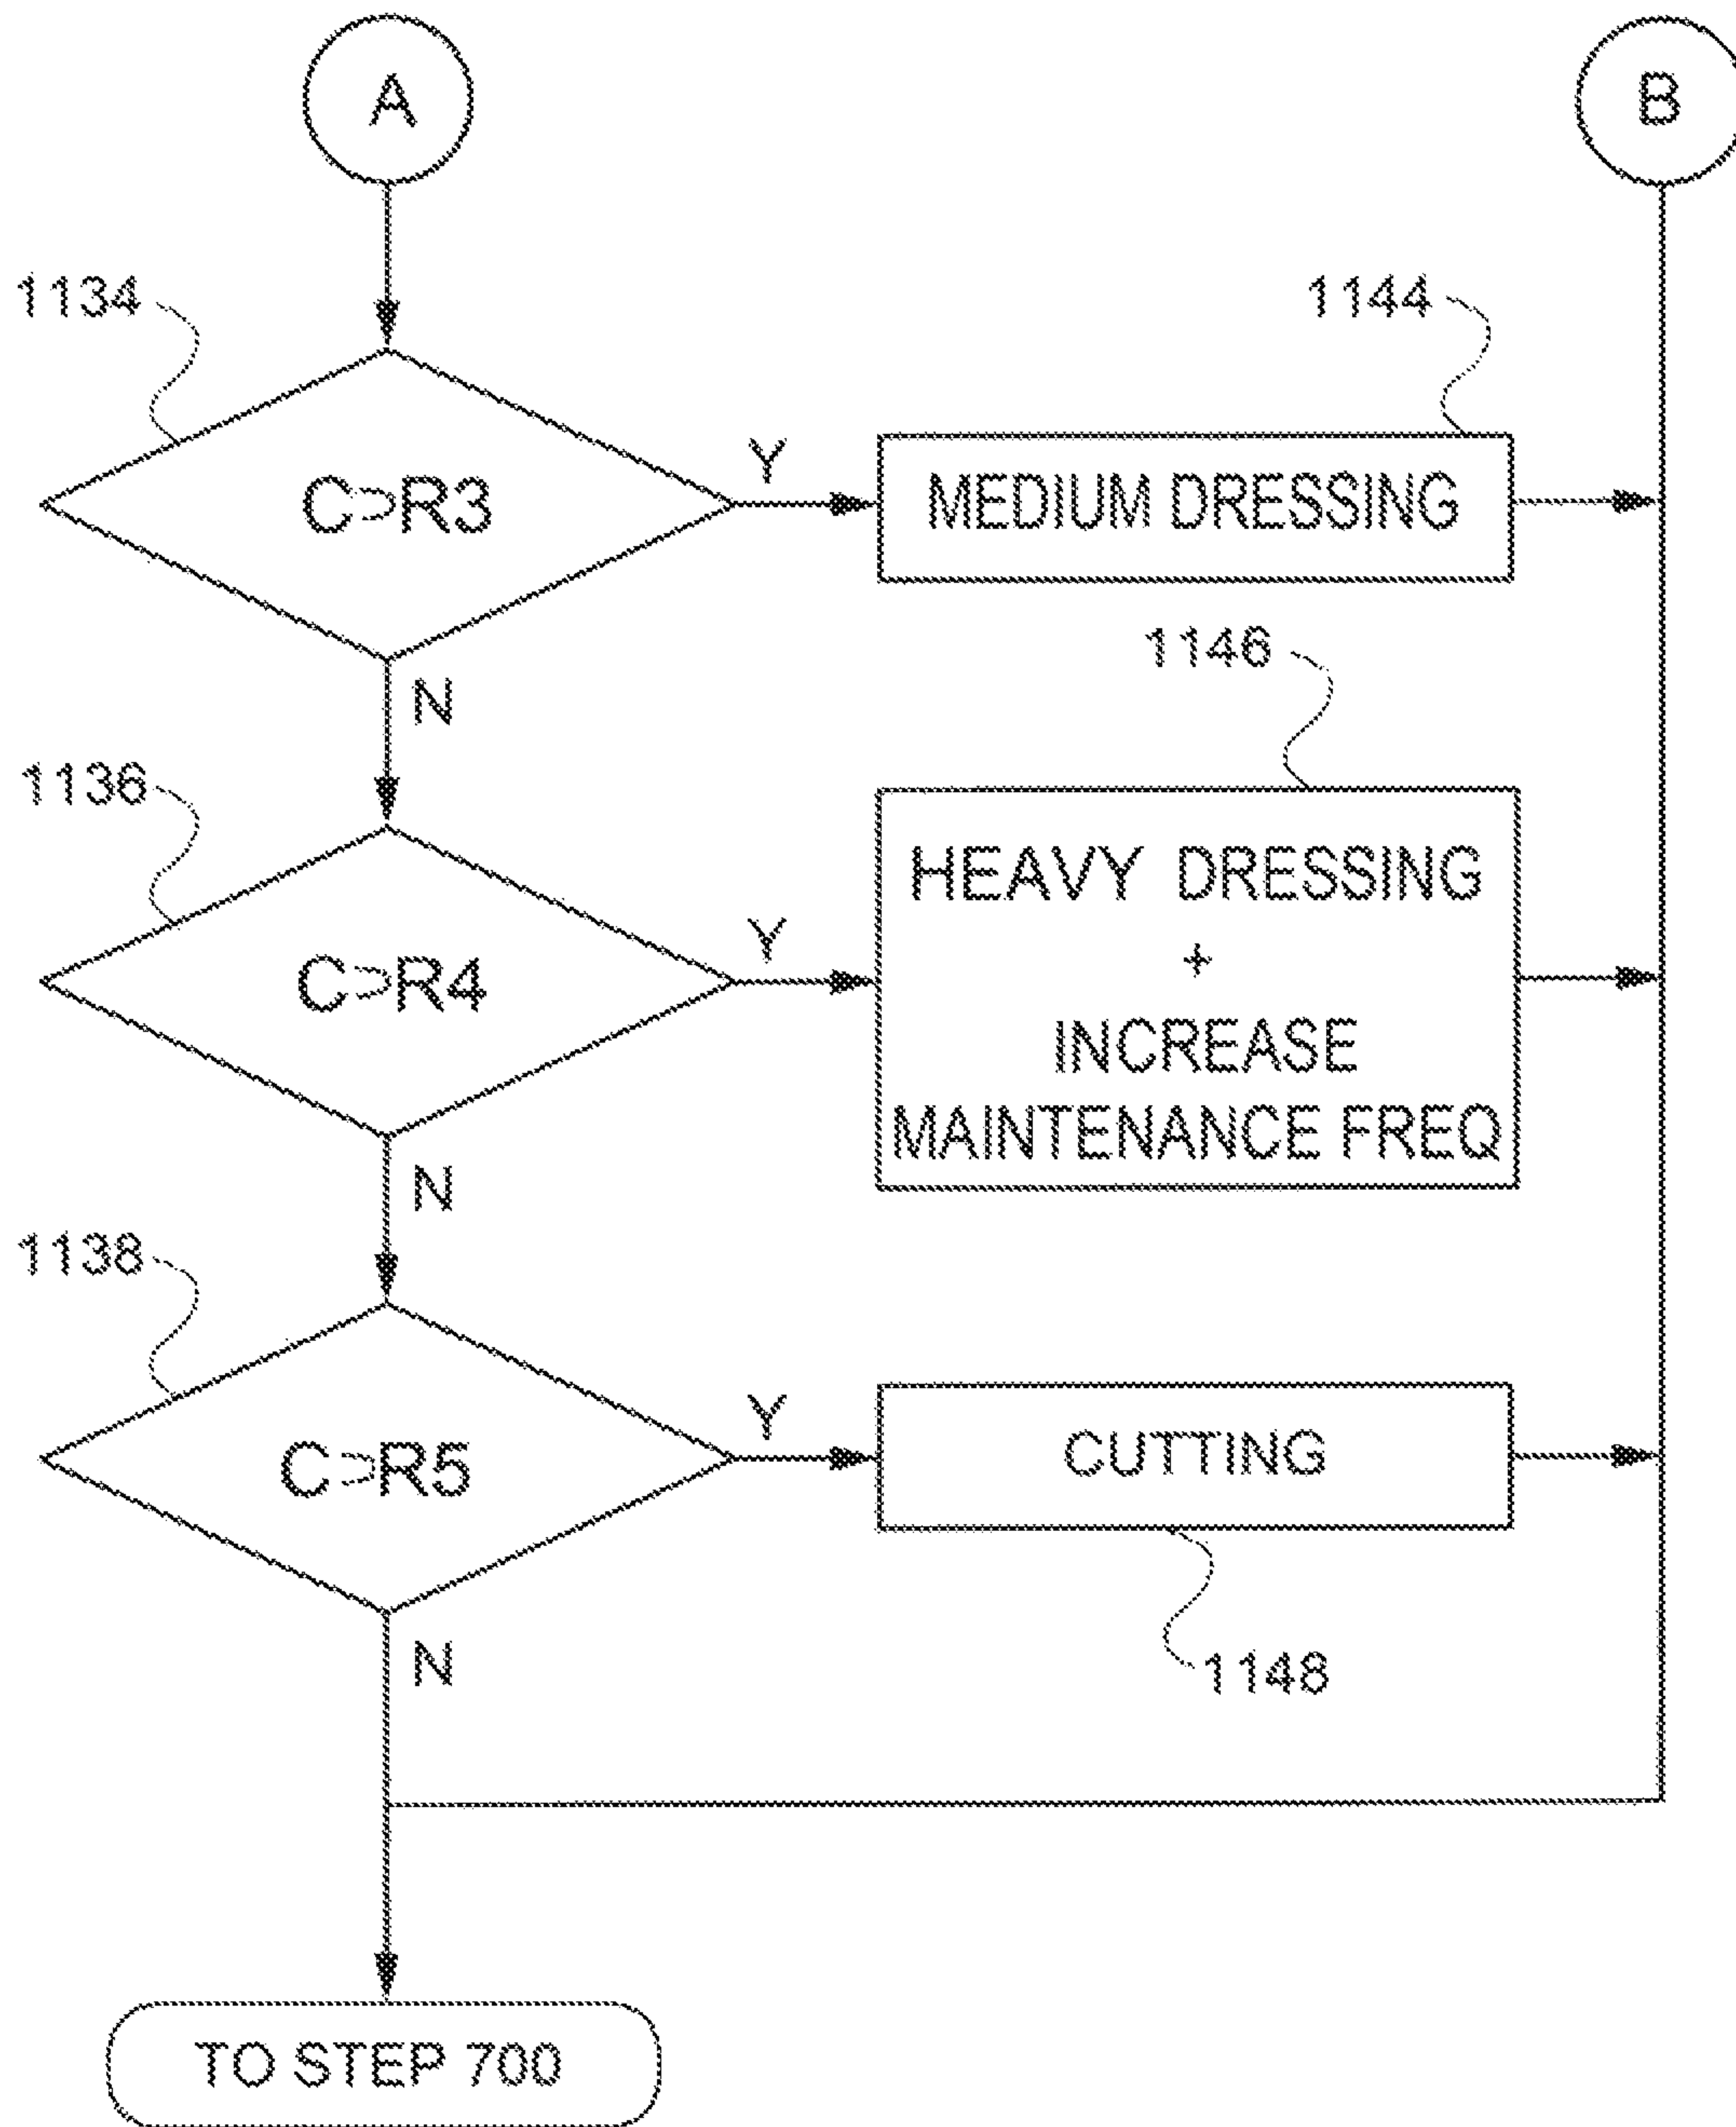 A
B
1134
1144
C⊃R3
Y
MEDIUM DRESSING
N
1146
1136
C⊃R4
Y
HEAVY DRESSING
+
INCREASE
MAINTENANCE FREQ
N
1138
C⊃R5
Y
CUTTING
N
1148
TO STEP 700